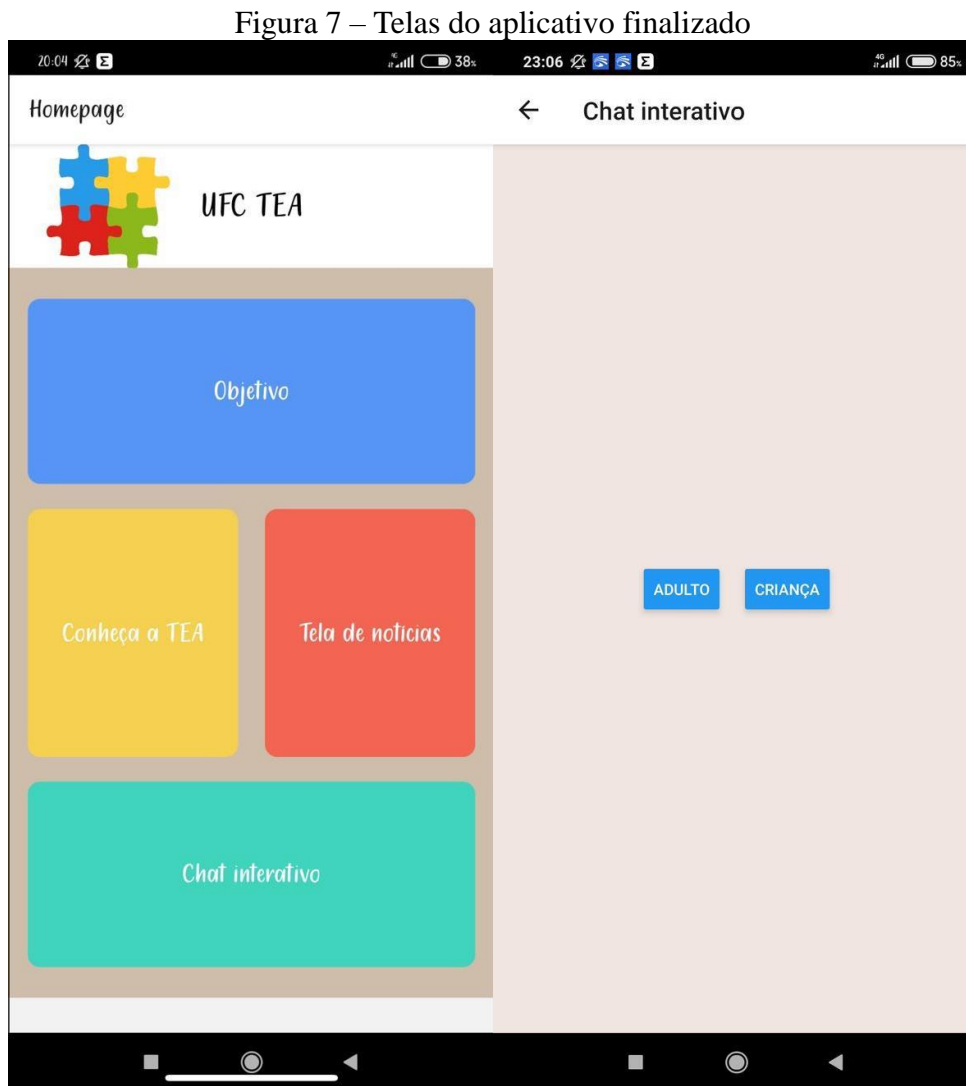 Figura 7 – Telas do aplicativo finalizado
20:04 38%
Homepage
UFC TEA
Objetivo
Conheça a TEA
Tela de noticias
Chat interativo
23:06 4G 85%
Chat interativo
ADULTO
CRIANÇA